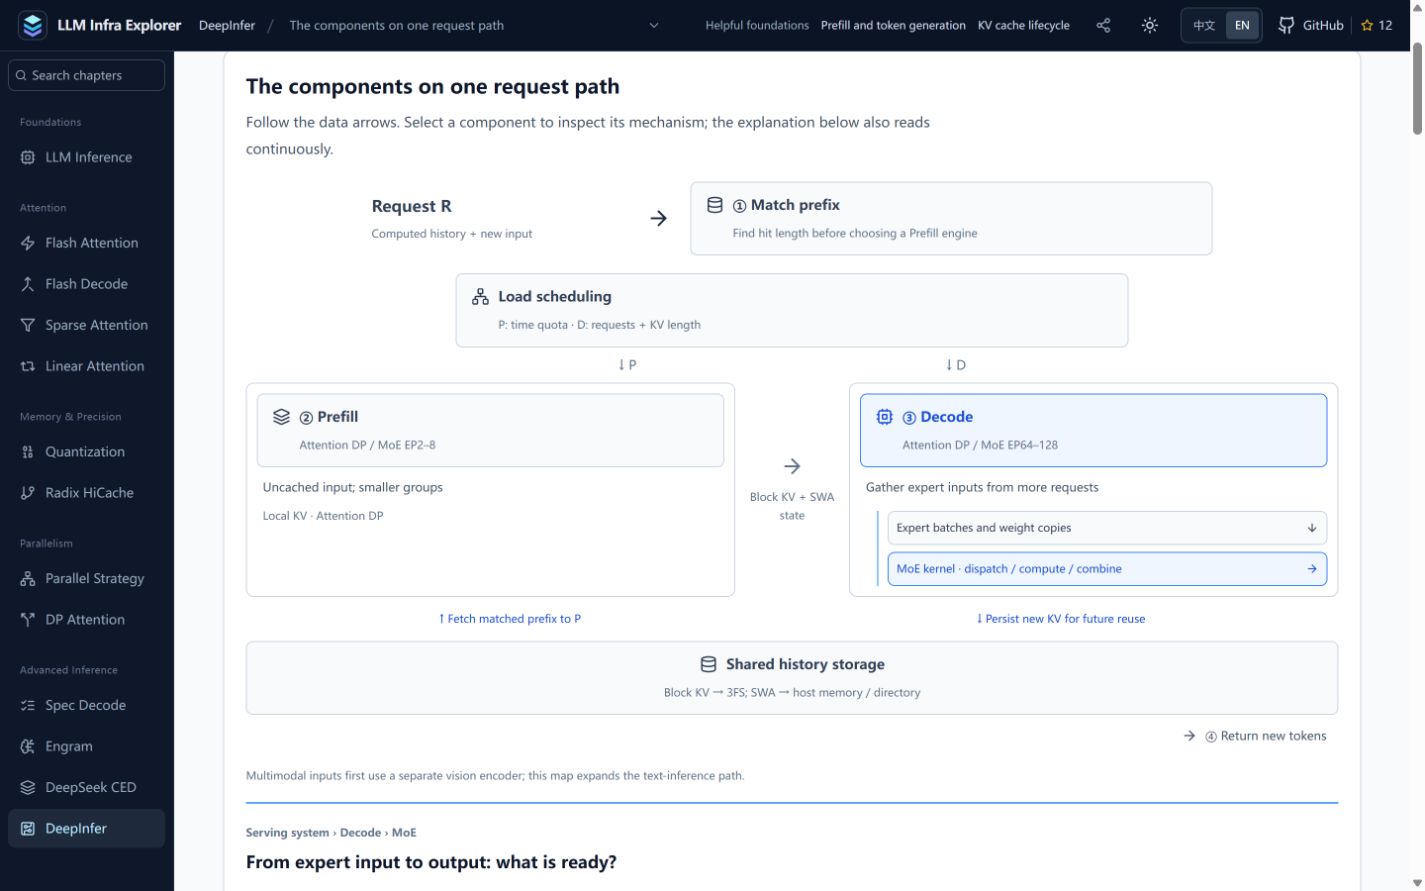 LLM Infra Explorer
DeepInfer / The components on one request path
Helpful foundations Prefill and token generation KV cache lifecycle
中文 EN GitHub 12
Search chapters
Foundations
LLM Inference
Attention
Flash Attention
Flash Decode
Sparse Attention
Linear Attention
Memory & Precision
Quantization
Radix HiCache
Parallelism
Parallel Strategy
DP Attention
Advanced Inference
Spec Decode
Engram
DeepSeek CED
DeepInfer
The components on one request path
Follow the data arrows. Select a component to inspect its mechanism; the explanation below also reads
continuously.
Request R
Computed history + new input
→
① Match prefix
Find hit length before choosing a Prefill engine
Load scheduling
P: time quota · D: requests + KV length
↓ P
↓ D
② Prefill
Attention DP / MoE EP2–8
Uncached input; smaller groups
Local KV · Attention DP
→
Block KV + SWA
state
③ Decode
Attention DP / MoE EP64–128
Gather expert inputs from more requests
Expert batches and weight copies ↓
MoE kernel · dispatch / compute / combine →
↑ Fetch matched prefix to P
↓ Persist new KV for future reuse
Shared history storage
Block KV → 3FS; SWA → host memory / directory
→ ④ Return new tokens
Multimodal inputs first use a separate vision encoder; this map expands the text-inference path.
Serving system › Decode › MoE
From expert input to output: what is ready?